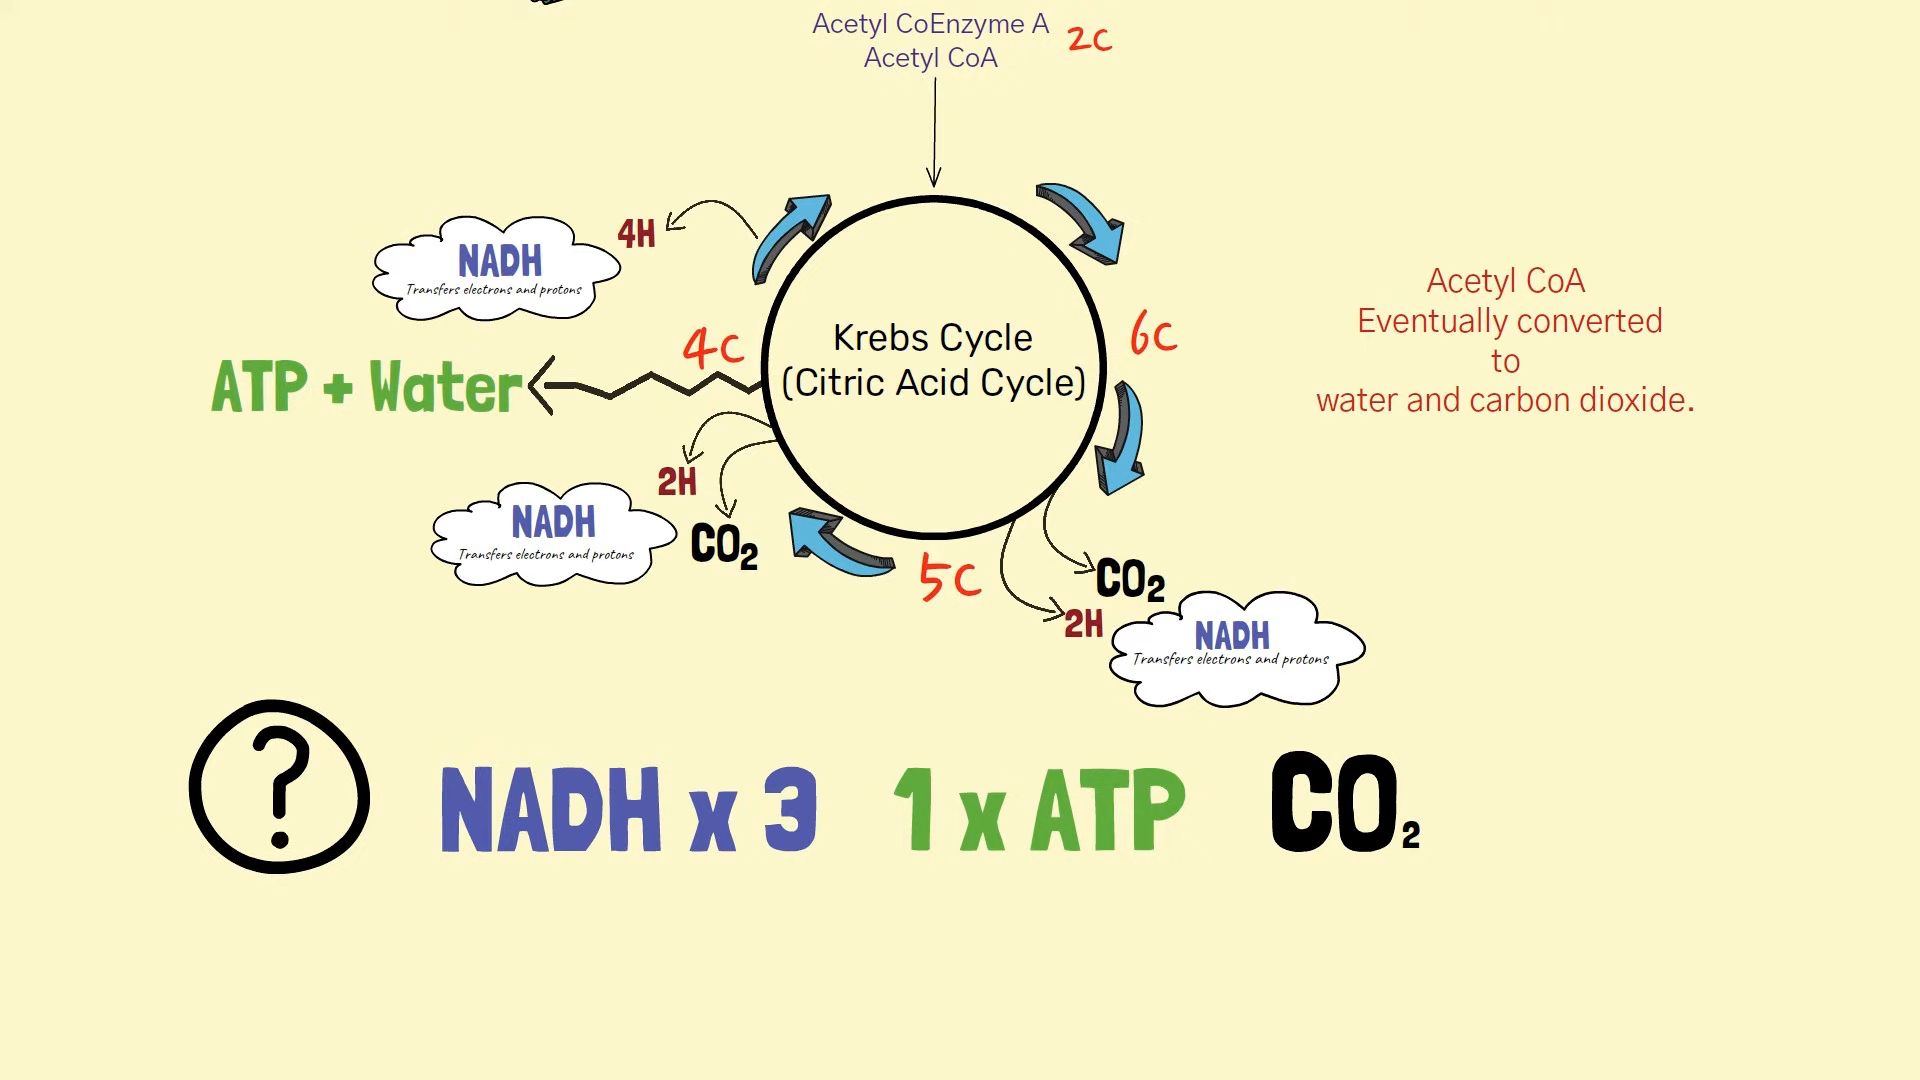 Acetyl CoEnzyme A
Acetyl CoA
2C
4H
NADH
Transfers electrons and protons
4C
ATP + Water
Krebs Cycle
(Citric Acid Cycle)
6C
Acetyl CoA
Eventually converted
to
water and carbon dioxide.
2H
NADH
Transfers electrons and protons
CO₂
5C
CO₂
2H
NADH
Transfers electrons and protons
?
NADH x 3
1 x ATP
CO₂